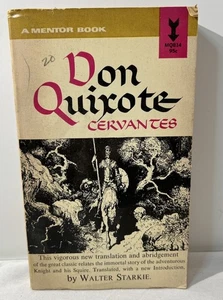 A MENTOR BOOK
20
Don
Quixote
CERVANTES
This vigorous new translation and abridgement
of the great classic relates the immortal story of the adventurous
Knight and his Squire. Translated, with a new Introduction,
by WALTER STARKIE.